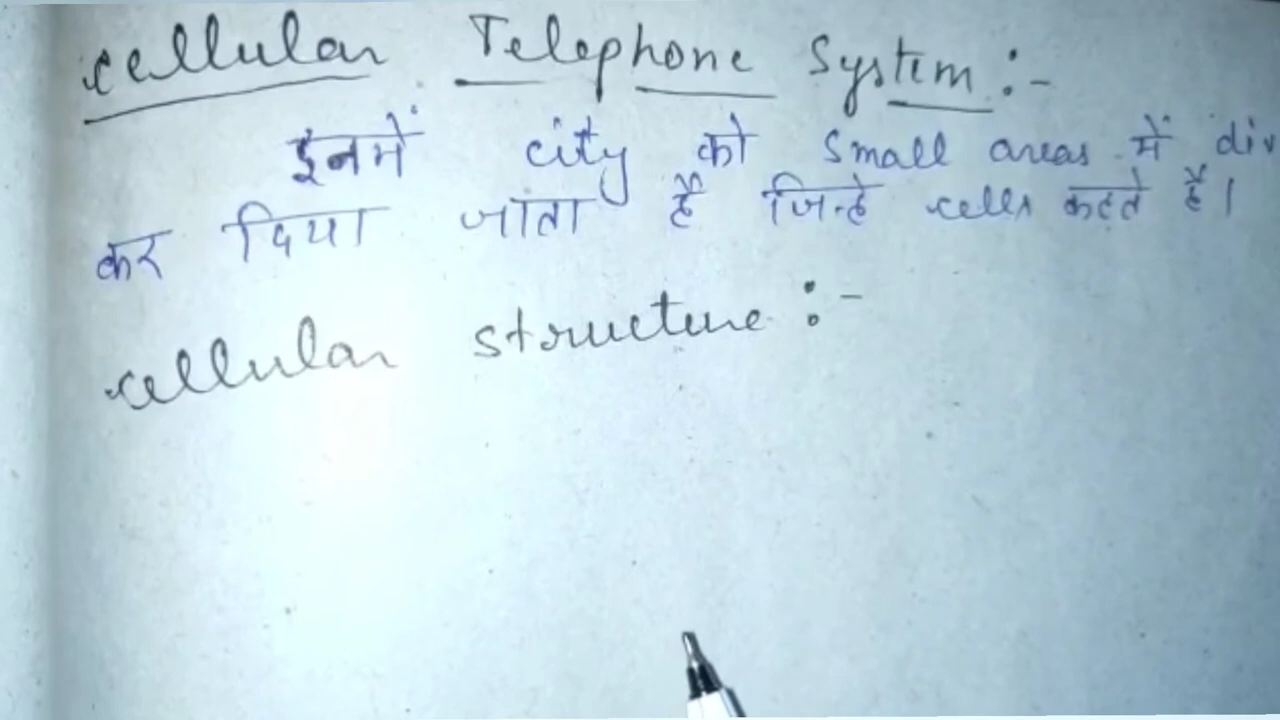 cellular Telephone System :-
इनमें city को Small areas में div
कर दिया जाता हैं जिन्हे cells कहते हैं।
cellular structure :-